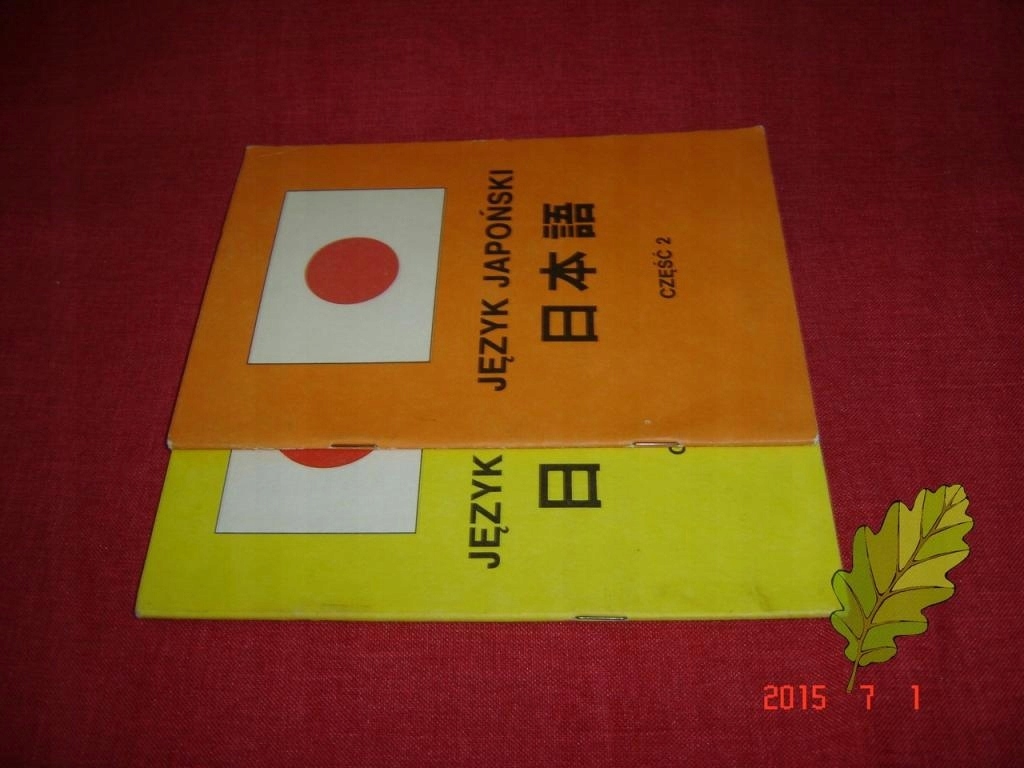 JĘZYK JAPOŃSKI
日本語
CZĘŚĆ 2
JĘZYK
日
2015 7 1